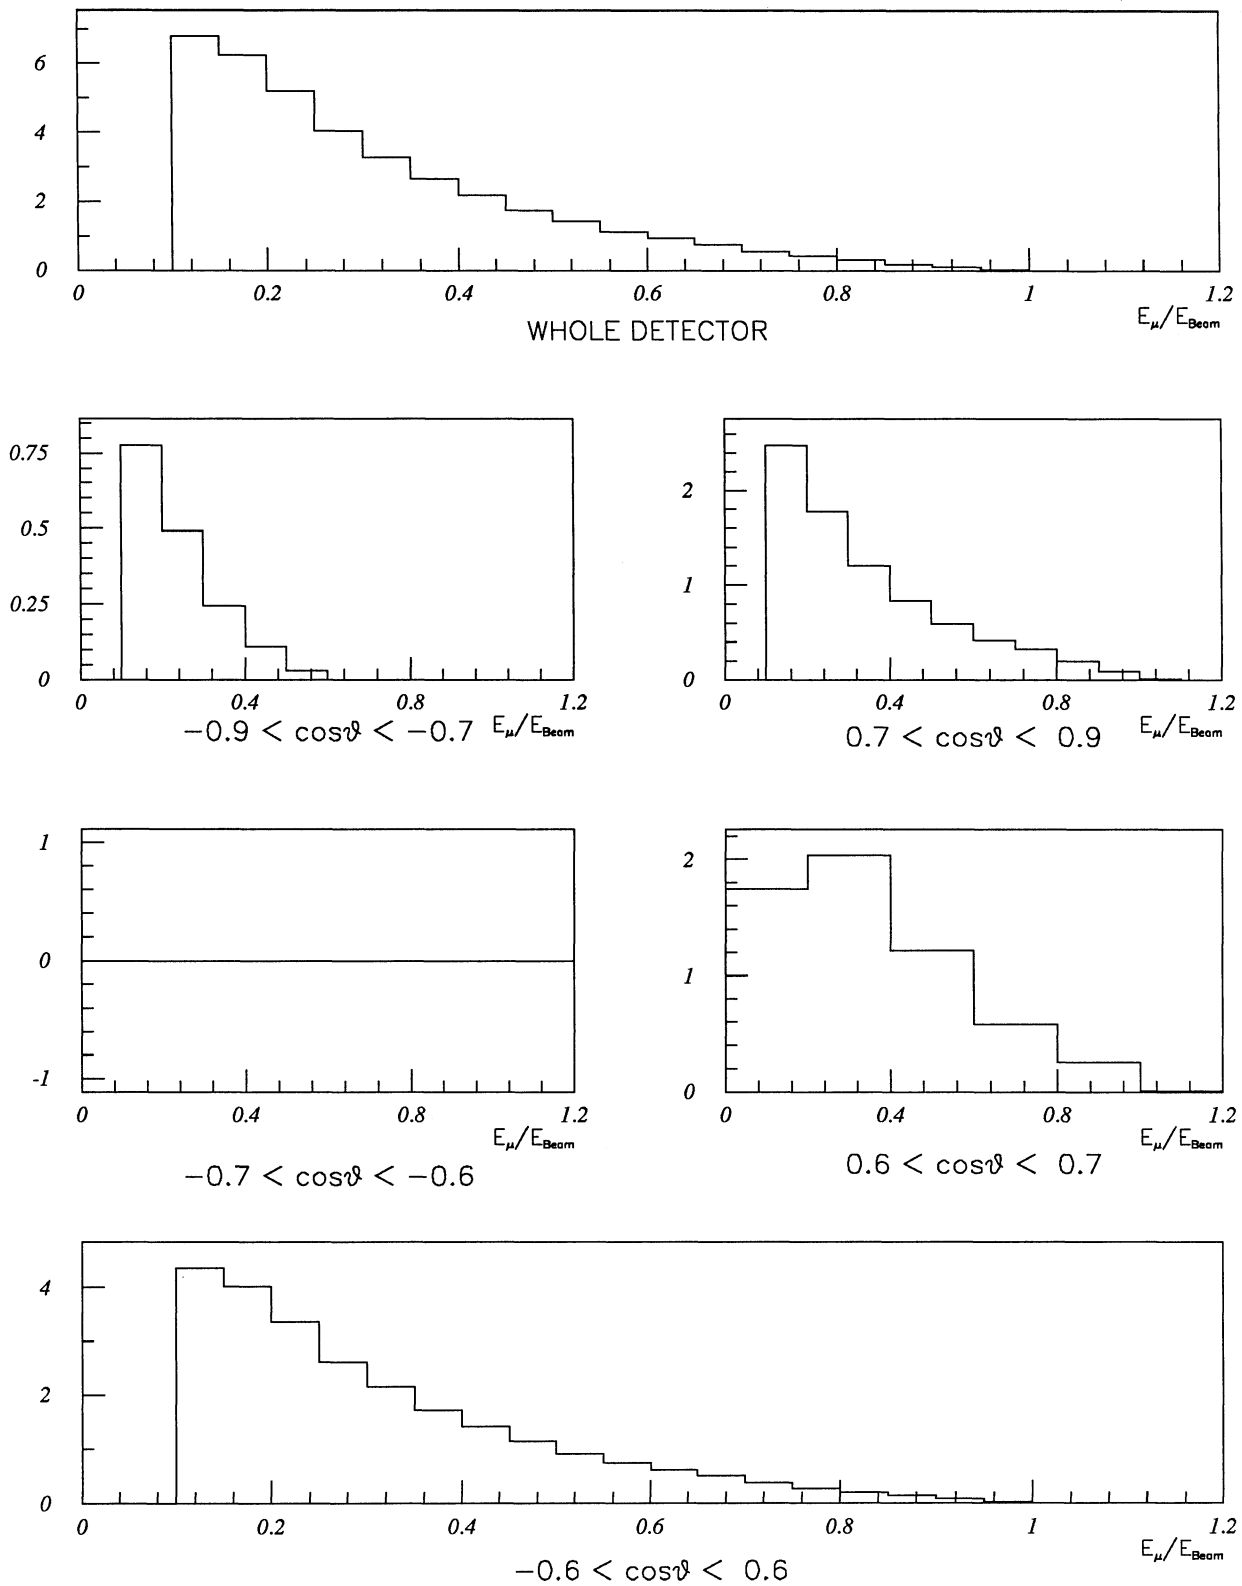 6
4
2
0
0 0.2 0.4 0.6 0.8 1 1.2
E_μ/E_Beam
WHOLE DETECTOR
0.75
0.5
0.25
0
0 0.4 0.8 1.2
−0.9 < cosϑ < −0.7 E_μ/E_Beam
2
1
0
0 0.4 0.8 1.2
0.7 < cosϑ < 0.9 E_μ/E_Beam
1
0
-1
0 0.4 0.8 1.2
E_μ/E_Beam
−0.7 < cosϑ < −0.6
2
1
0
0 0.4 0.8 1.2
E_μ/E_Beam
0.6 < cosϑ < 0.7
4
2
0
0 0.2 0.4 0.6 0.8 1 1.2
E_μ/E_Beam
−0.6 < cosϑ < 0.6